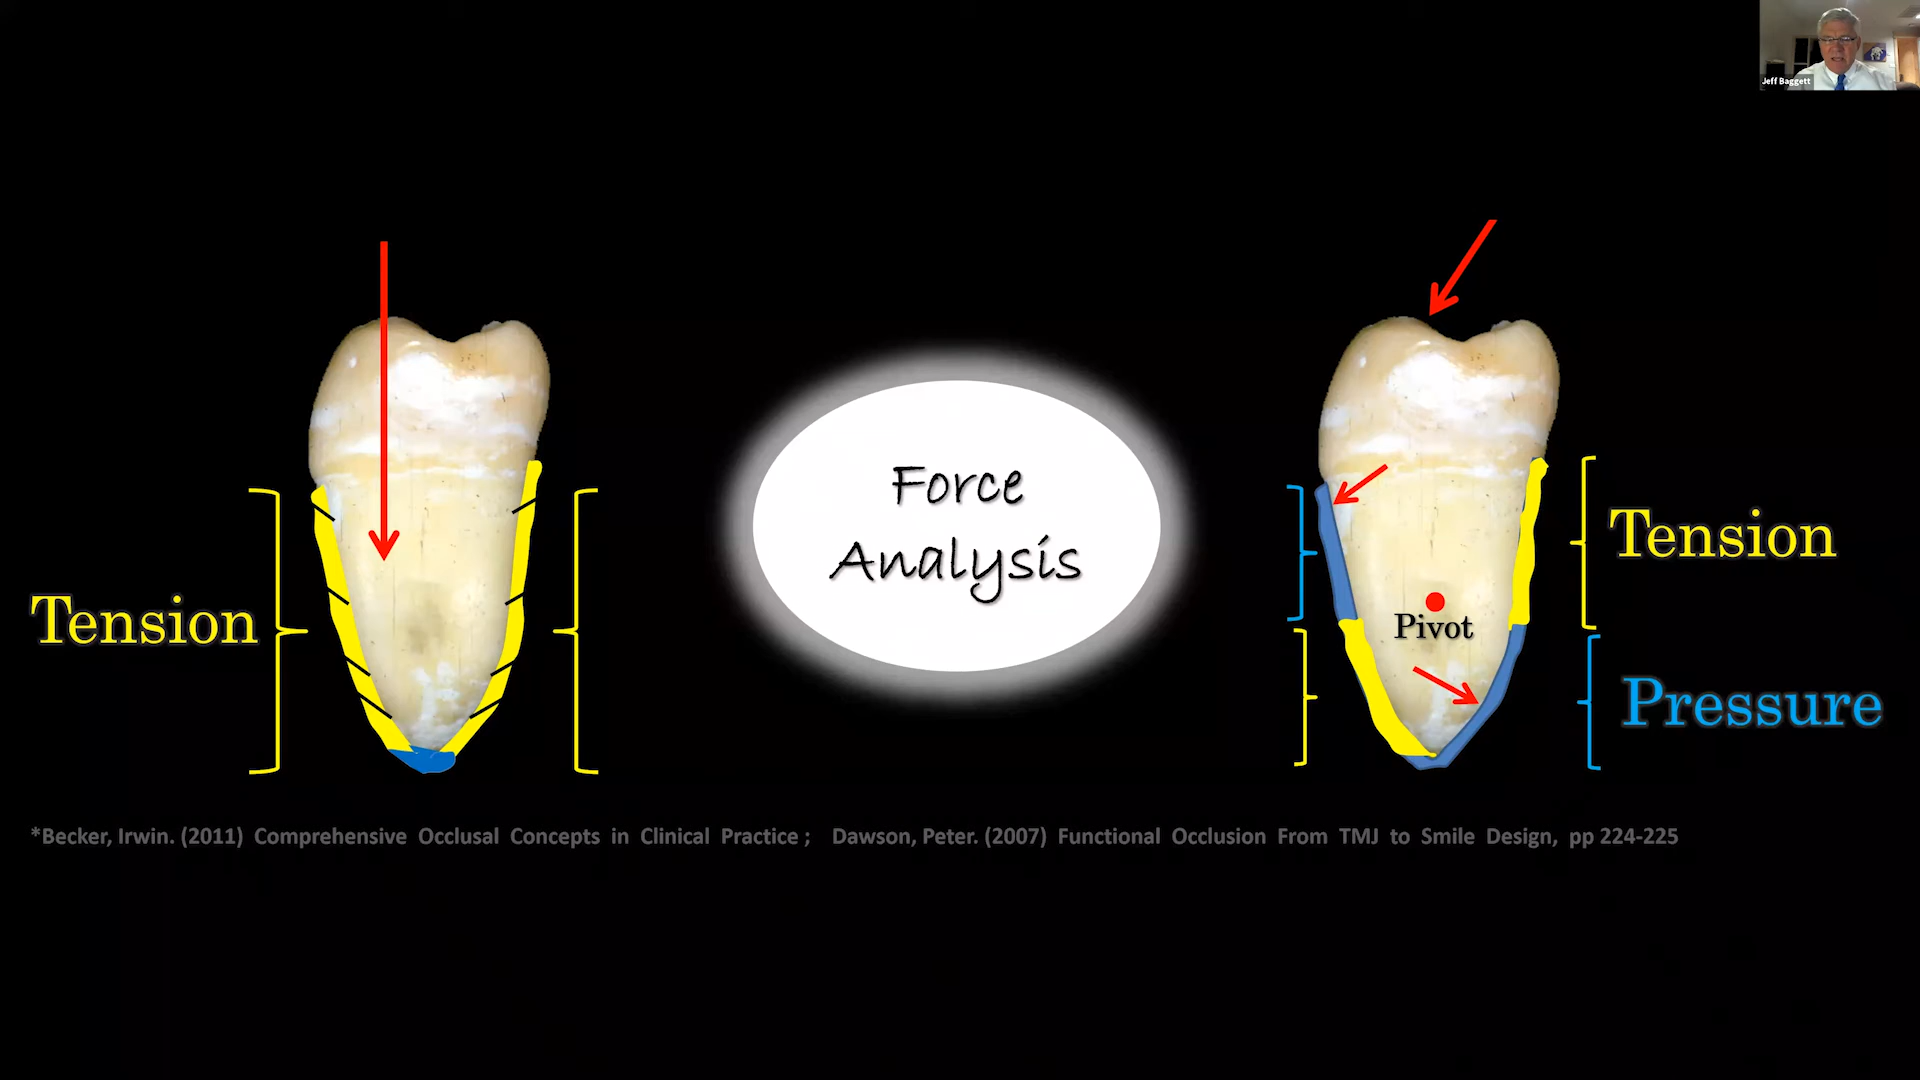 Jeff Baggett
Force
Analysis
Tension
Tension
Pivot
Pressure
*Becker, Irwin. (2011) Comprehensive Occlusal Concepts in Clinical Practice ; Dawson, Peter. (2007) Functional Occlusion From TMJ to Smile Design, pp 224-225